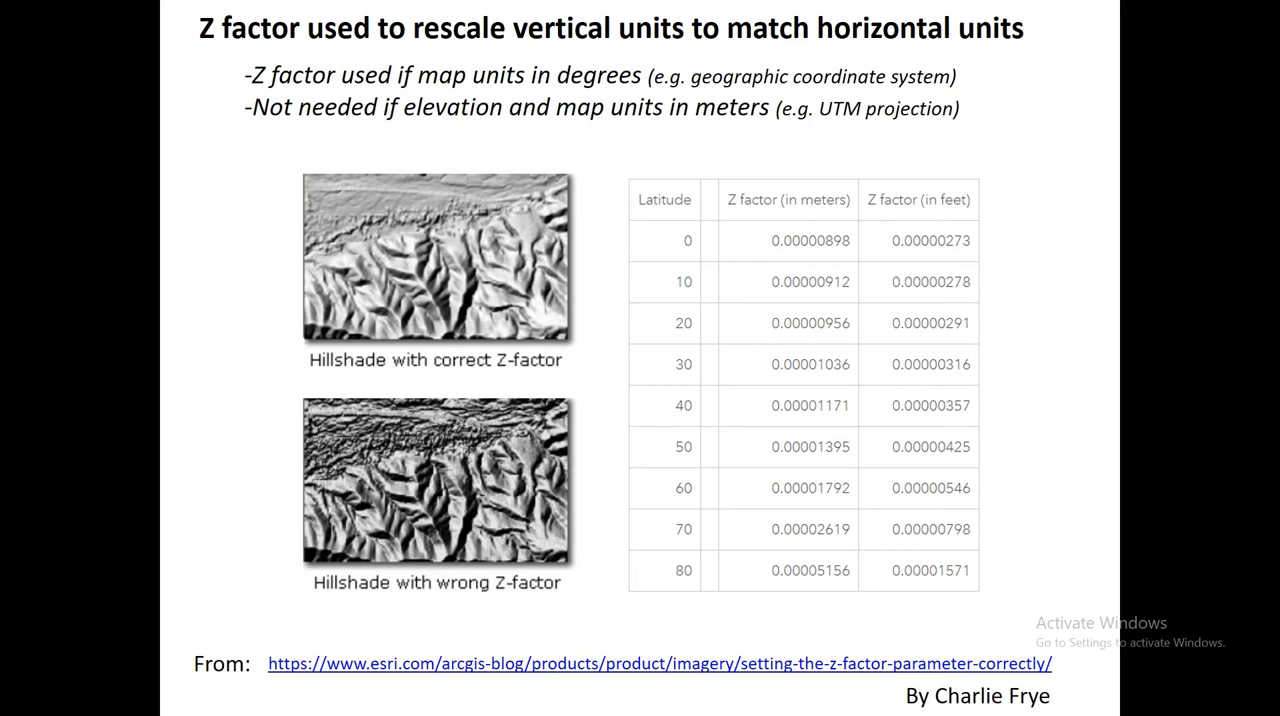 Z factor used to rescale vertical units to match horizontal units
-Z factor used if map units in degrees (e.g. geographic coordinate system)
-Not needed if elevation and map units in meters (e.g. UTM projection)
Hillshade with correct Z-factor
Hillshade with wrong Z-factor
Latitude Z factor (in meters) Z factor (in feet)
0 0.00000898 0.00000273
10 0.00000912 0.00000278
20 0.00000956 0.00000291
30 0.00001036 0.00000316
40 0.00001171 0.00000357
50 0.00001395 0.00000425
60 0.00001792 0.00000546
70 0.00002619 0.00000798
80 0.00005156 0.00001571
Activate Windows
Go to Settings to activate Windows.
From: https://www.esri.com/arcgis-blog/products/product/imagery/setting-the-z-factor-parameter-correctly/
By Charlie Frye